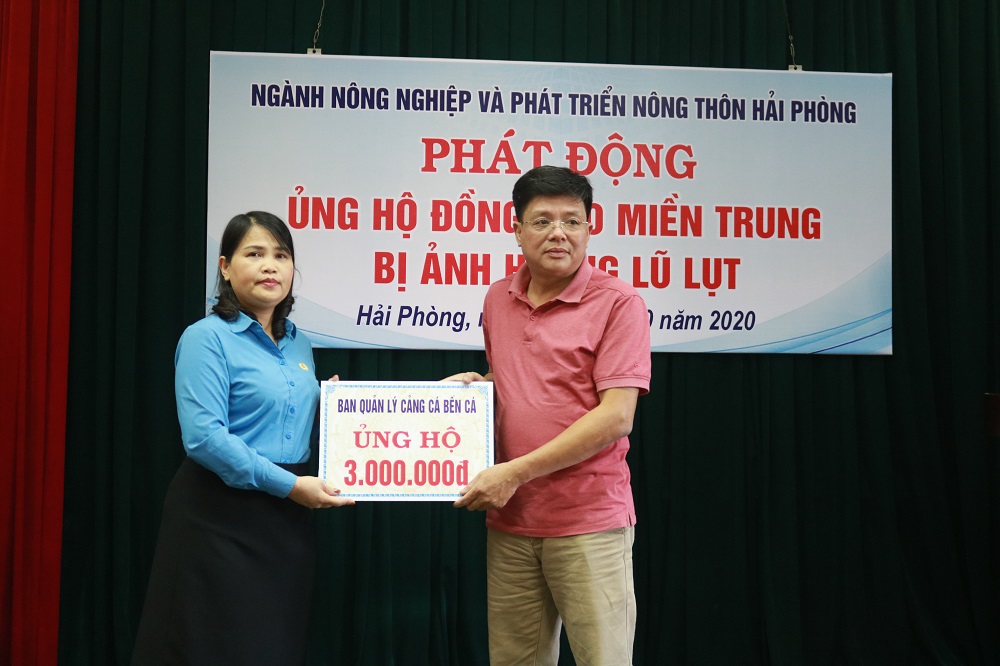 NGÀNH NÔNG NGHIỆP VÀ PHÁT TRIỂN NÔNG THÔN HẢI PHÒNG
PHÁT ĐỘNG
ỦNG HỘ ĐỒNG MIỀN TRUNG
BỊ ẢNH LŨ LỤT
Hải Phòng, năm 2020
BAN QUẢN LÝ CẢNG CÁ BẾN CÁ
ỦNG HỘ
3.000.000đ